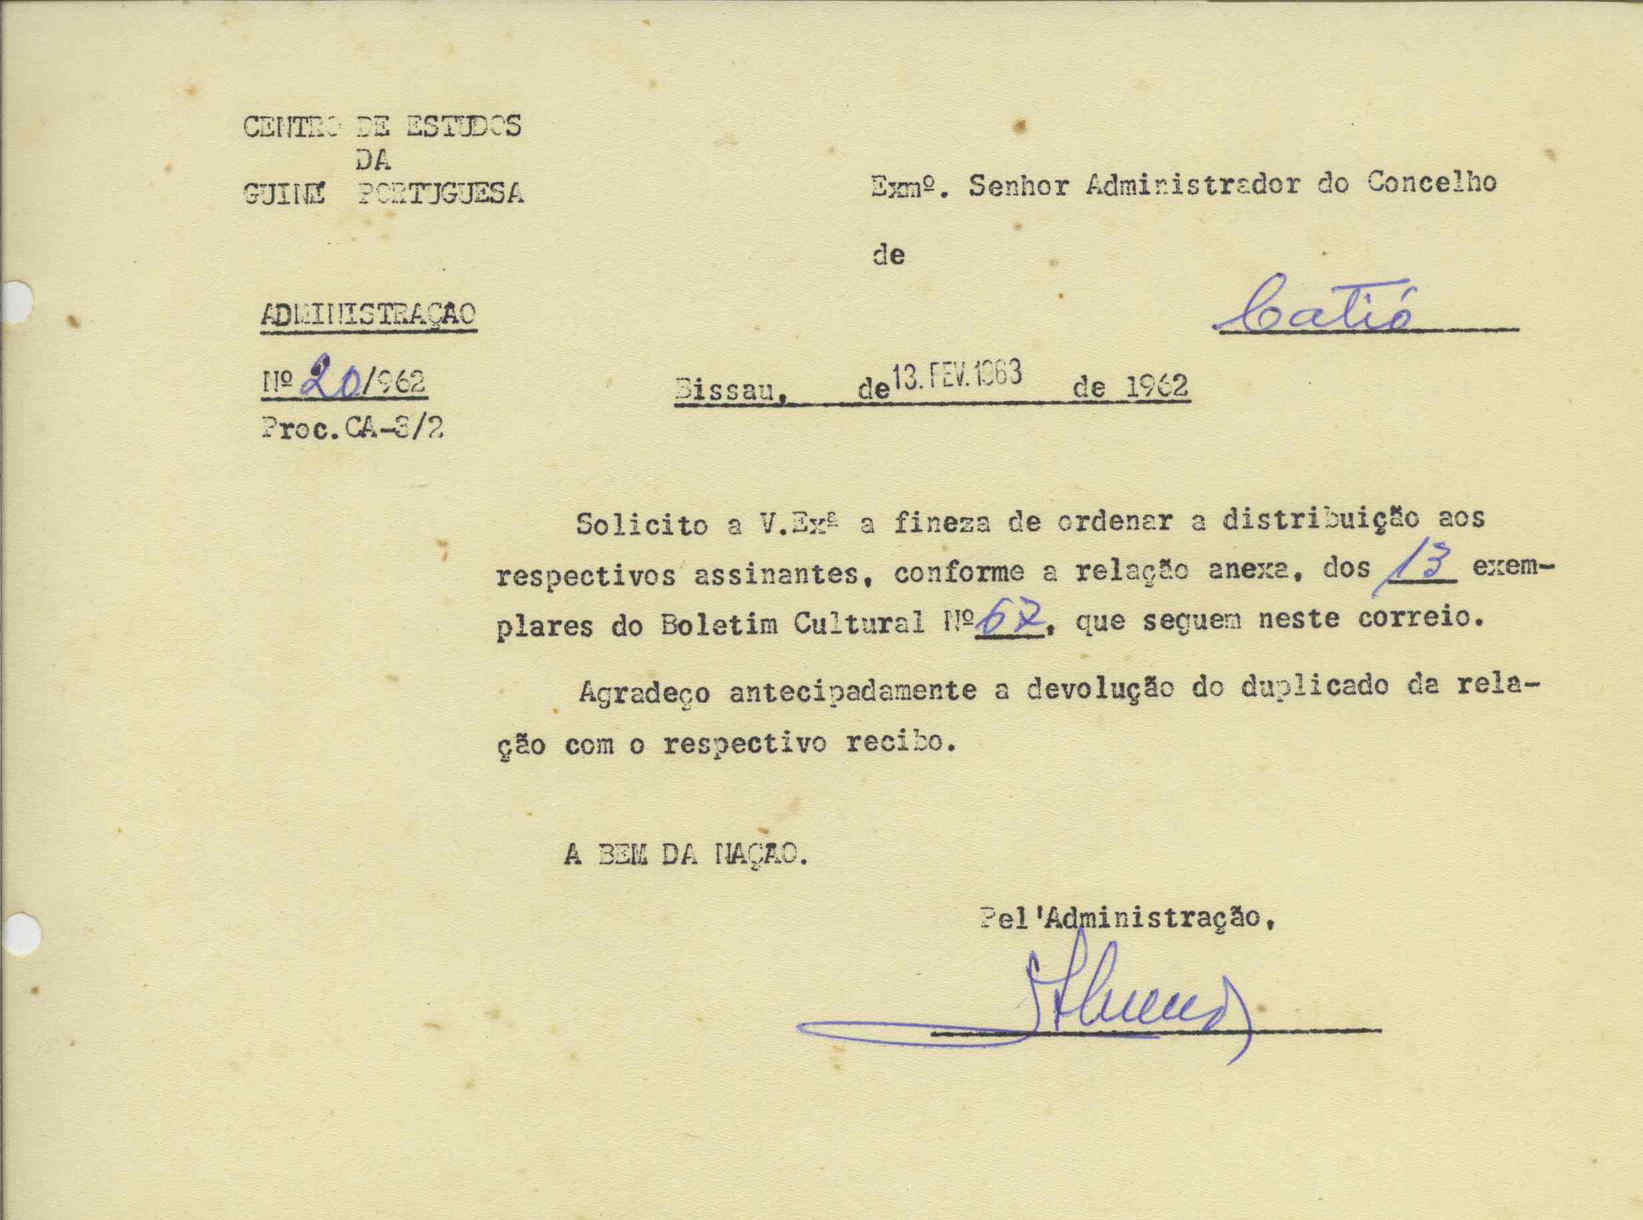 CENTRO DE ESTUDOS
DA
GUINÉ PORTUGUESA
Exmº. Senhor Administrador do Concelho
de
Catió
ADMINISTRAÇÃO
Nº 20/962
Proc.CA-3/2
Bissau, de 13.FEV.1963 de 1962
Solicito a V.Exª a fineza de ordenar a distribuição aos
respectivos assinantes, conforme a relação anexa, dos 13 exem-
plares do Boletim Cultural Nº 67, que seguem neste correio.
Agradeço antecipadamente a devolução do duplicado da rela-
ção com o respectivo recibo.
A BEM DA NAÇÃO.
Pel'Administração,